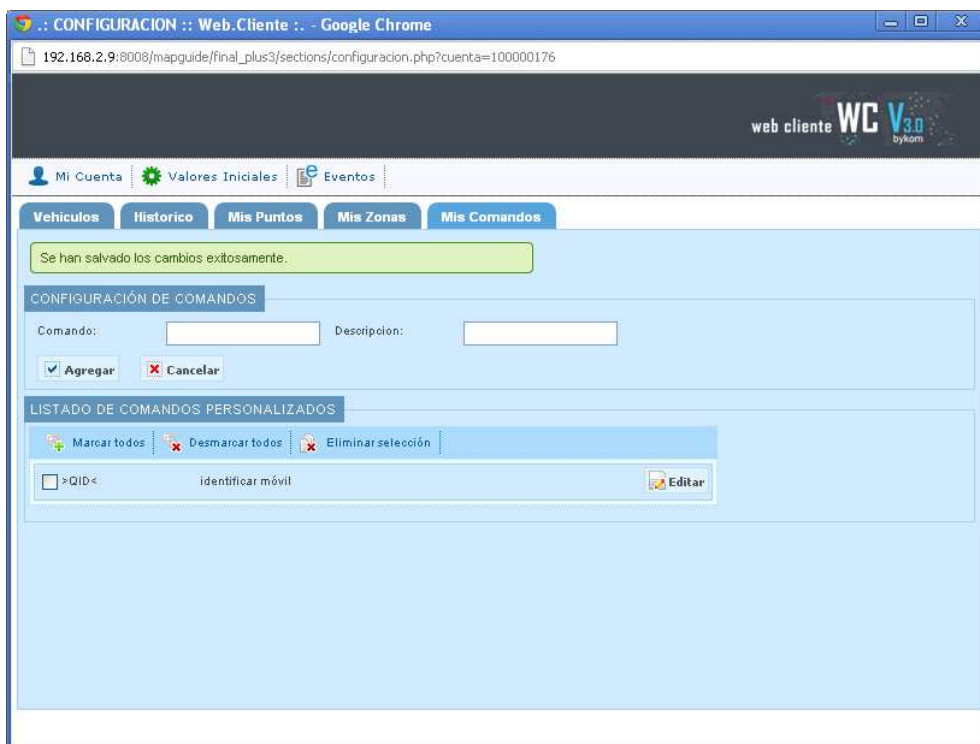 .: CONFIGURACION :: Web.Cliente :. - Google Chrome
192.168.2.9:8008/mapguide/final_plus3/sections/configuracion.php?cuenta=100000176
web cliente WC V3.0
bykom
Mi Cuenta Valores Iniciales Eventos
Vehiculos Historico Mis Puntos Mis Zonas Mis Comandos
Se han salvado los cambios exitosamente.
CONFIGURACIÓN DE COMANDOS
Comando: Descripcion:
Agregar Cancelar
LISTADO DE COMANDOS PERSONALIZADOS
Marcar todos Desmarcar todos Eliminar selección
>QID< identificar móvil Editar